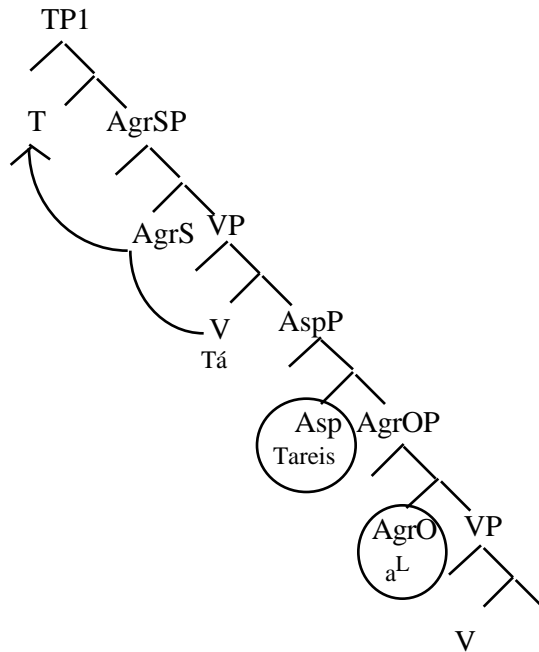 TP1
T AgrSP
AgrS VP
V AspP
Tá
Asp AgrOP
Tareis
AgrO VP
aL
V